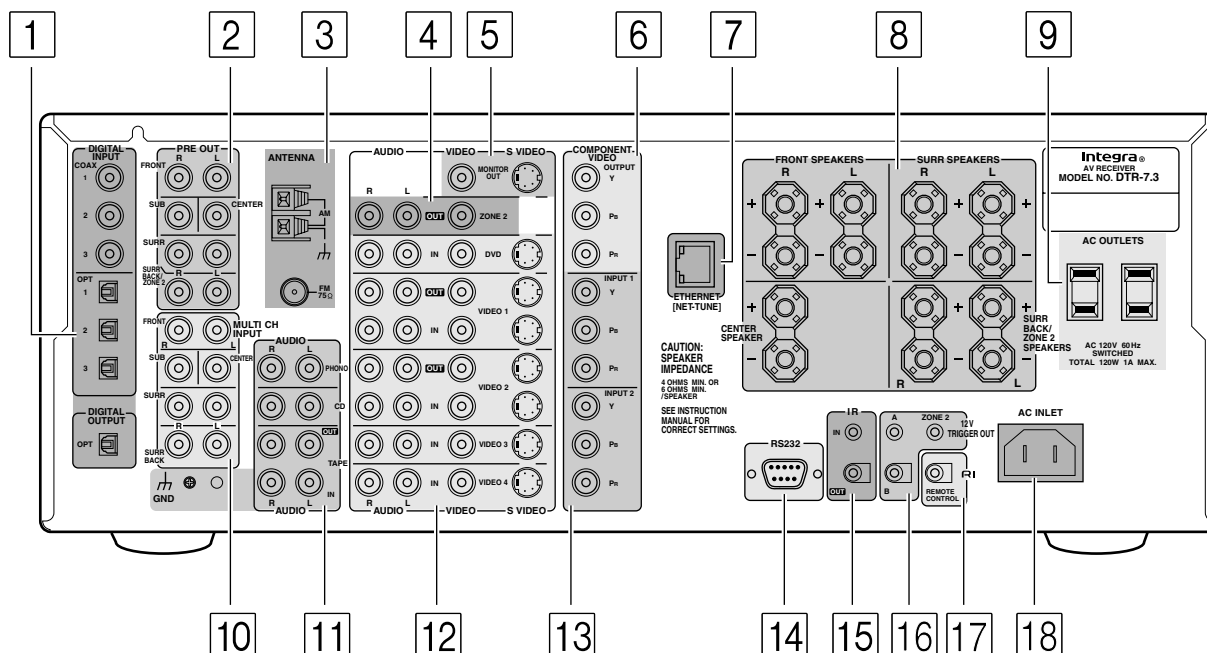 1 2 3 4 5 6 7 8 9
DIGITAL
INPUT
COAX
1
2
3
OPT
1
2
3
DIGITAL
OUTPUT
OPT
PRE OUT
R L
FRONT
SUB CENTER
SURR
SURR
BACK/
ZONE 2
R L
FRONT MULTI CH
INPUT
R L
SUB CENTER
SURR
R L
SURR
BACK
GND
ANTENNA
AM
FM
75Ω
AUDIO
R L
PHONO
CD
OUT
TAPE
IN
R L
AUDIO
AUDIO VIDEO S VIDEO
MONITOR
OUT
R L
OUT ZONE 2
IN DVD
OUT
VIDEO 1
IN
OUT
VIDEO 2
IN
IN VIDEO 3
IN VIDEO 4
R L
AUDIO VIDEO S VIDEO
COMPONENT
VIDEO
OUTPUT
Y
PB
PR
INPUT 1
Y
PB
PR
INPUT 2
Y
PB
PR
ETHERNET
[NET-TUNE]
CAUTION:
SPEAKER
IMPEDANCE
4 OHMS MIN. OR
6 OHMS MIN.
/SPEAKER
SEE INSTRUCTION
MANUAL FOR
CORRECT SETTINGS.
FRONT SPEAKERS SURR SPEAKERS
R L R L
+ + + +
− − − −
CENTER
SPEAKER
+ +
− −
SURR
BACK/
ZONE 2
SPEAKERS
R L
Integra®
AV RECEIVER
MODEL NO. DTR-7.3
AC OUTLETS
AC 120V 60Hz
SWITCHED
TOTAL 120W 1A MAX.
RS232
IR
IN
OUT
A ZONE 2
12V
TRIGGER OUT
B
REMOTE
CONTROL
RI
AC INLET
10 11 12 13 14 15 16 17 18